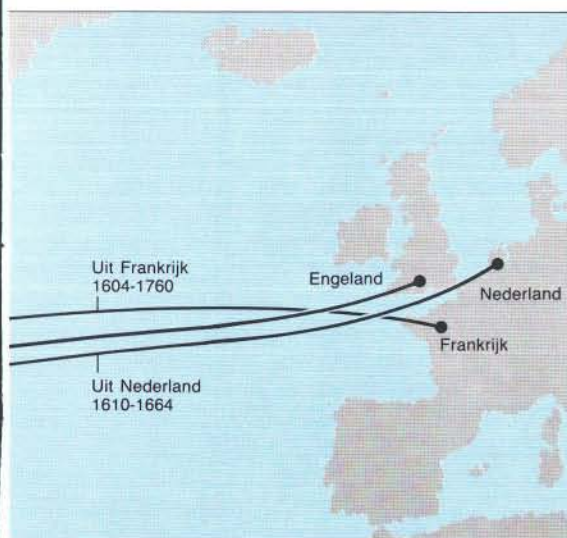 Uit Frankrijk
1604-1760
Engeland
Nederland
Frankrijk
Uit Nederland
1610-1664